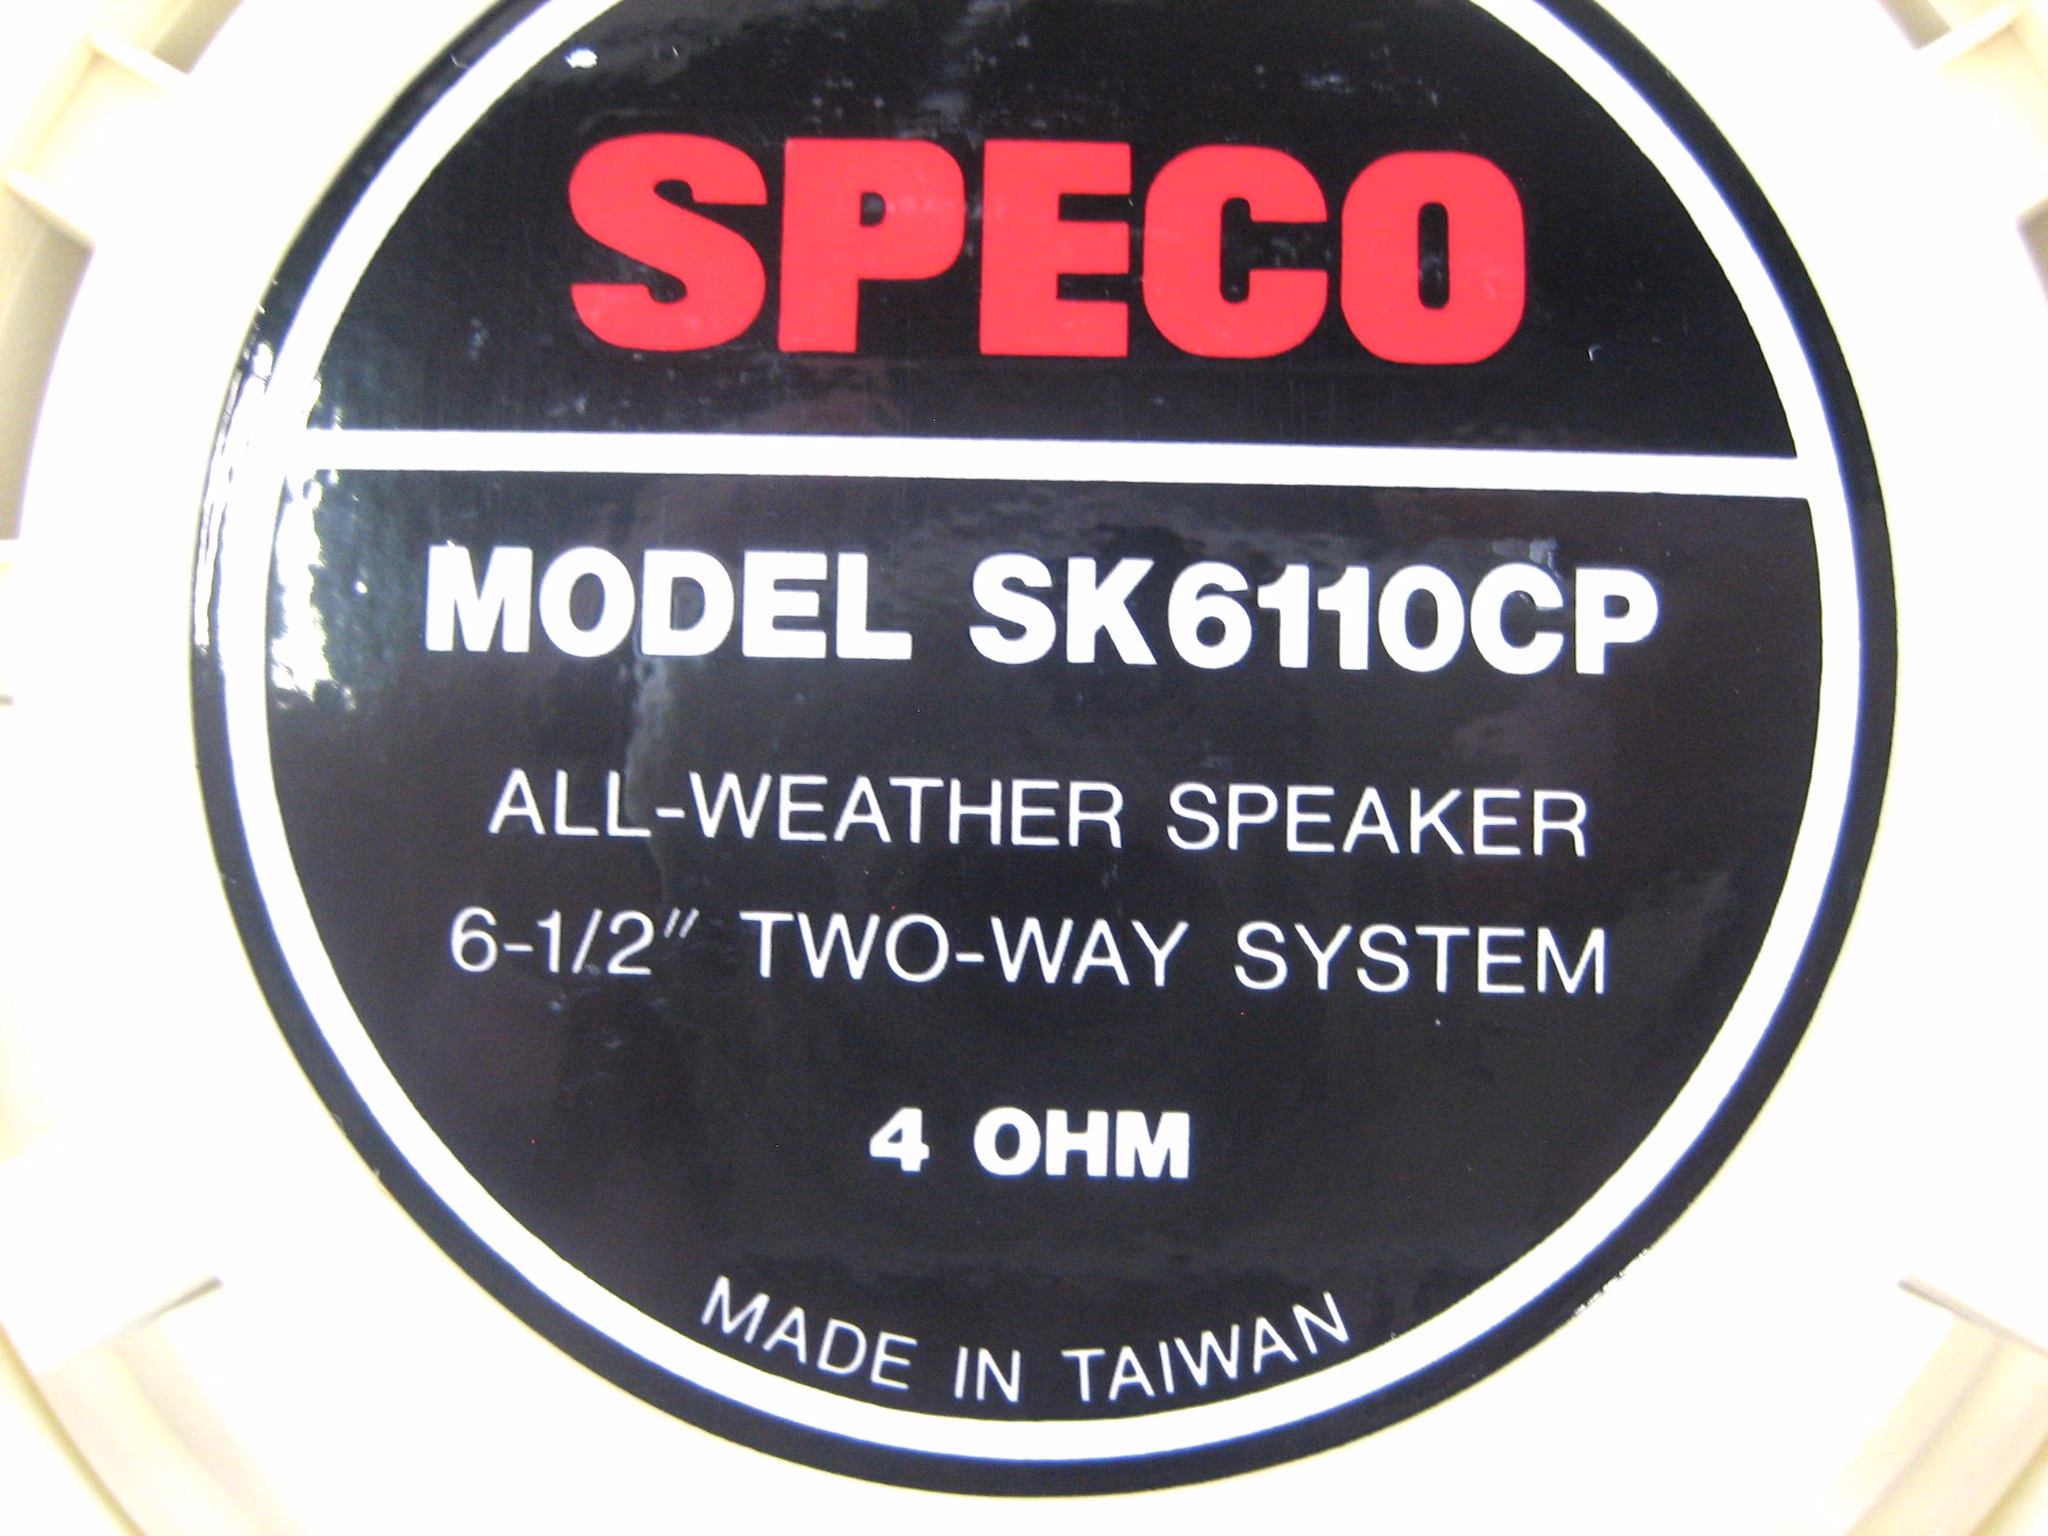 SPECO
MODEL SK6110CP
ALL-WEATHER SPEAKER
6-1/2" TWO-WAY SYSTEM
4 OHM
MADE IN TAIWAN